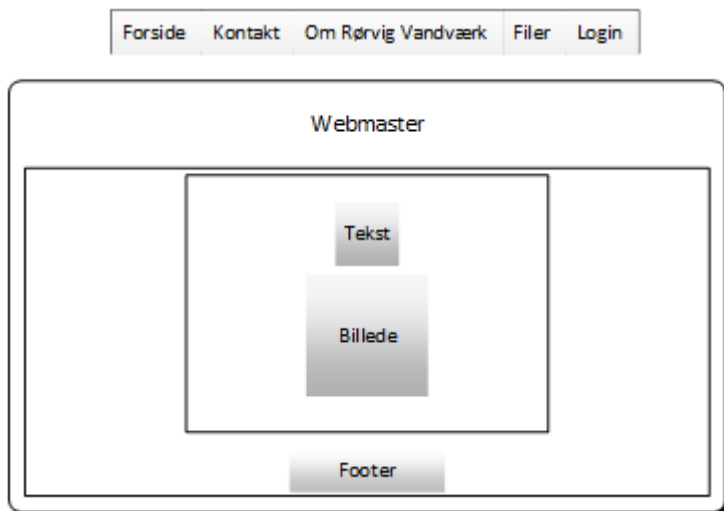 Forside Kontakt Om Rørvig Vandværk Filer Login
Webmaster
Tekst
Billede
Footer